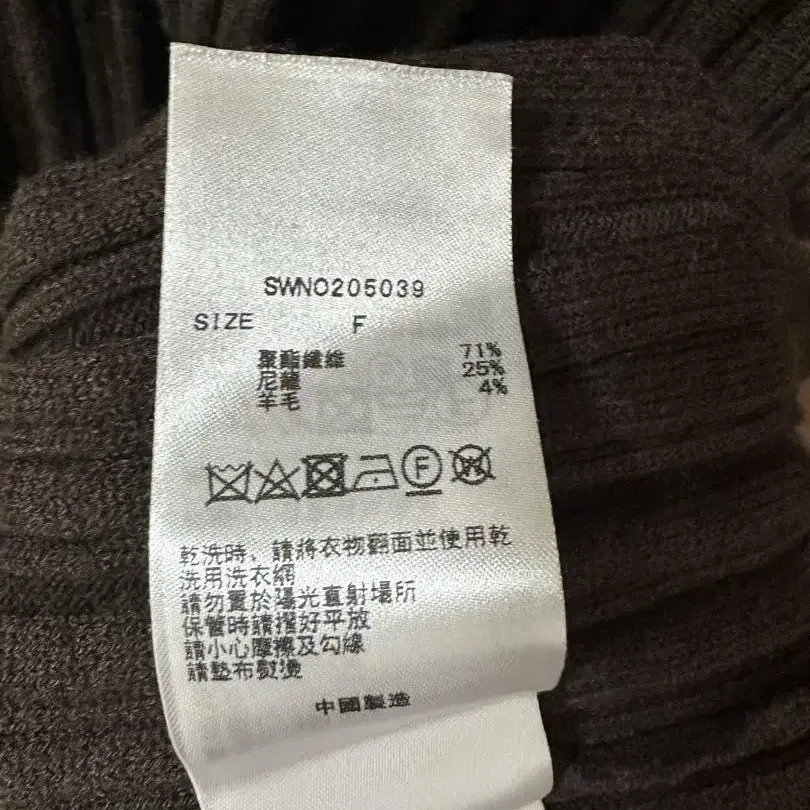 SWNO205039
SIZE F
聚酯纖維 71%
尼龍 25%
羊毛 4%
F W
乾洗時、請將衣物翻面並使用乾
洗用洗衣網
請勿置於陽光直射場所
保管時請摺好平放
請小心摩擦及勾線
請墊布熨燙
中國製造